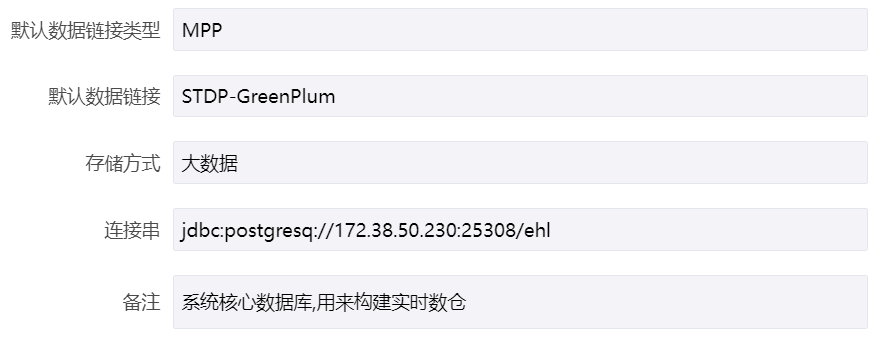 默认数据链接类型 MPP
默认数据链接 STDP-GreenPlum
存储方式 大数据
连接串 jdbc:postgresq://172.38.50.230:25308/ehl
备注 系统核心数据库,用来构建实时数仓